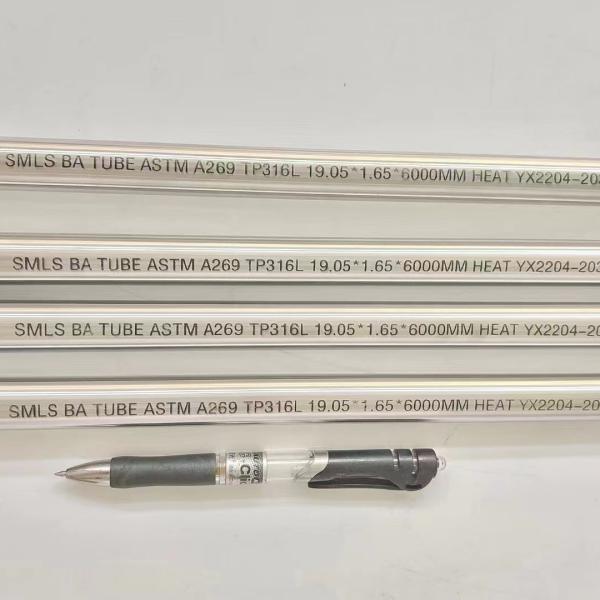 SMLS BA TUBE ASTM A269 TP316L 19.05*1.65*6000MM HEAT YX2204-203
SMLS BA TUBE ASTM A269 TP316L 19.05*1.65*6000MM HEAT YX2204-203
SMLS BA TUBE ASTM A269 TP316L 19.05*1.65*6000MM HEAT YX2204-20
SMLS BA TUBE ASTM A269 TP316L 19.05*1.65*6000MM HEAT YX2204-20